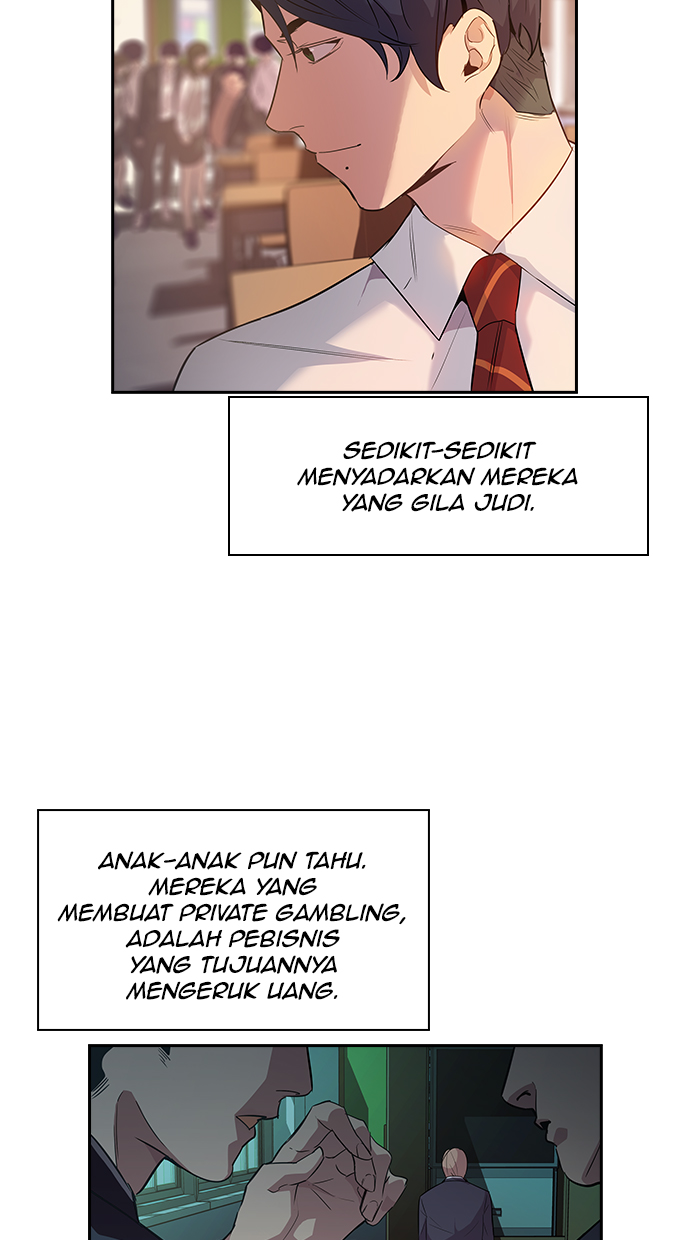 SEDIKIT-SEDIKIT
MENYADARKAN MEREKA
YANG GILA JUDI.
ANAK-ANAK PUN TAHU.
MEREKA YANG
MEMBUAT PRIVATE GAMBLING,
ADALAH PEBISNIS
YANG TUJUANNYA
MENGERUK UANG.